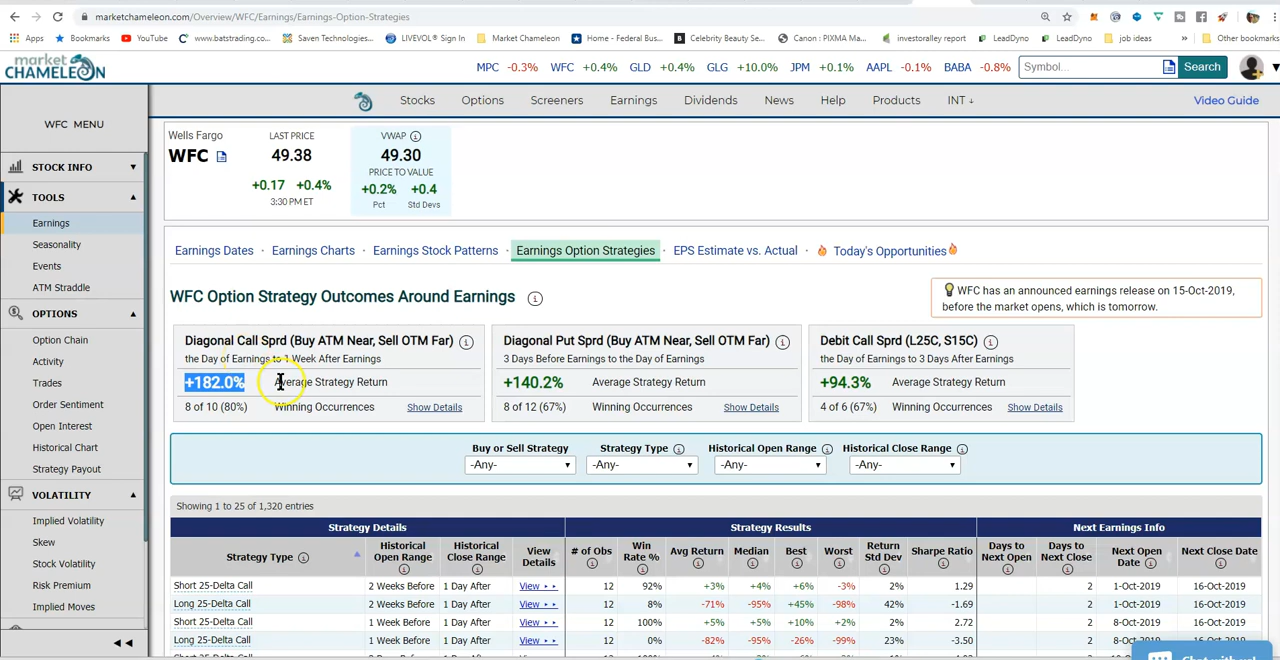 marketchameleon.com/Overview/WFC/Earnings/Earnings-Option-Strategies
Apps Bookmarks YouTube www.batstrading.co... Saven Technologie... LIVEVOL® Sign In Market Chameleon Home - Federal Bus... Celebrity Beauty Se... Canon : PIXMA Ma... investoralley report LeadDyno LeadDyno job ideas » Other bookmarks
market CHAMELEON
MPC -0.3% WFC +0.4% GLD +0.4% GLG +10.0% JPM +0.1% AAPL -0.1% BABA -0.8% Symbol... Search
Stocks Options Screeners Earnings Dividends News Help Products INT ↓ Video Guide
WFC MENU
STOCK INFO
TOOLS
Earnings
Seasonality
Events
ATM Straddle
OPTIONS
Option Chain
Activity
Trades
Order Sentiment
Open Interest
Historical Chart
Strategy Payout
VOLATILITY
Implied Volatility
Skew
Stock Volatility
Risk Premium
Implied Moves
Wells Fargo
WFC
LAST PRICE
49.38
+0.17 +0.4%
3:30 PM ET
VWAP
49.30
PRICE TO VALUE
+0.2% +0.4
Pct Std Devs
Earnings Dates · Earnings Charts · Earnings Stock Patterns · Earnings Option Strategies · EPS Estimate vs. Actual · Today's Opportunities
WFC Option Strategy Outcomes Around Earnings
WFC has an announced earnings release on 15-Oct-2019,
before the market opens, which is tomorrow.
Diagonal Call Sprd (Buy ATM Near, Sell OTM Far)
the Day of Earnings to 1 Week After Earnings
+182.0% Average Strategy Return
8 of 10 (80%) Winning Occurrences Show Details
Diagonal Put Sprd (Buy ATM Near, Sell OTM Far)
3 Days Before Earnings to the Day of Earnings
+140.2% Average Strategy Return
8 of 12 (67%) Winning Occurrences Show Details
Debit Call Sprd (L25C, S15C)
the Day of Earnings to 3 Days After Earnings
+94.3% Average Strategy Return
4 of 6 (67%) Winning Occurrences Show Details
Buy or Sell Strategy Strategy Type Historical Open Range Historical Close Range
-Any- -Any- -Any- -Any-
Showing 1 to 25 of 1,320 entries
Strategy Details Strategy Results Next Earnings Info
Strategy Type Historical Open Range Historical Close Range View Details # of Obs Win Rate % Avg Return Median Best Worst Return Std Dev Sharpe Ratio Days to Next Open Days to Next Close Next Open Date Next Close Date
Short 25-Delta Call 2 Weeks Before 1 Day After View 12 92% +3% +4% +6% -3% 2% 1.29 2 1-Oct-2019 16-Oct-2019
Long 25-Delta Call 2 Weeks Before 1 Day After View 12 8% -71% -95% +45% -98% 42% -1.69 2 1-Oct-2019 16-Oct-2019
Short 25-Delta Call 1 Week Before 1 Day After View 12 100% +5% +5% +10% +2% 2% 2.72 2 8-Oct-2019 16-Oct-2019
Long 25-Delta Call 1 Week Before 1 Day After View 12 0% -82% -95% -26% -99% 23% -3.50 2 8-Oct-2019 16-Oct-2019